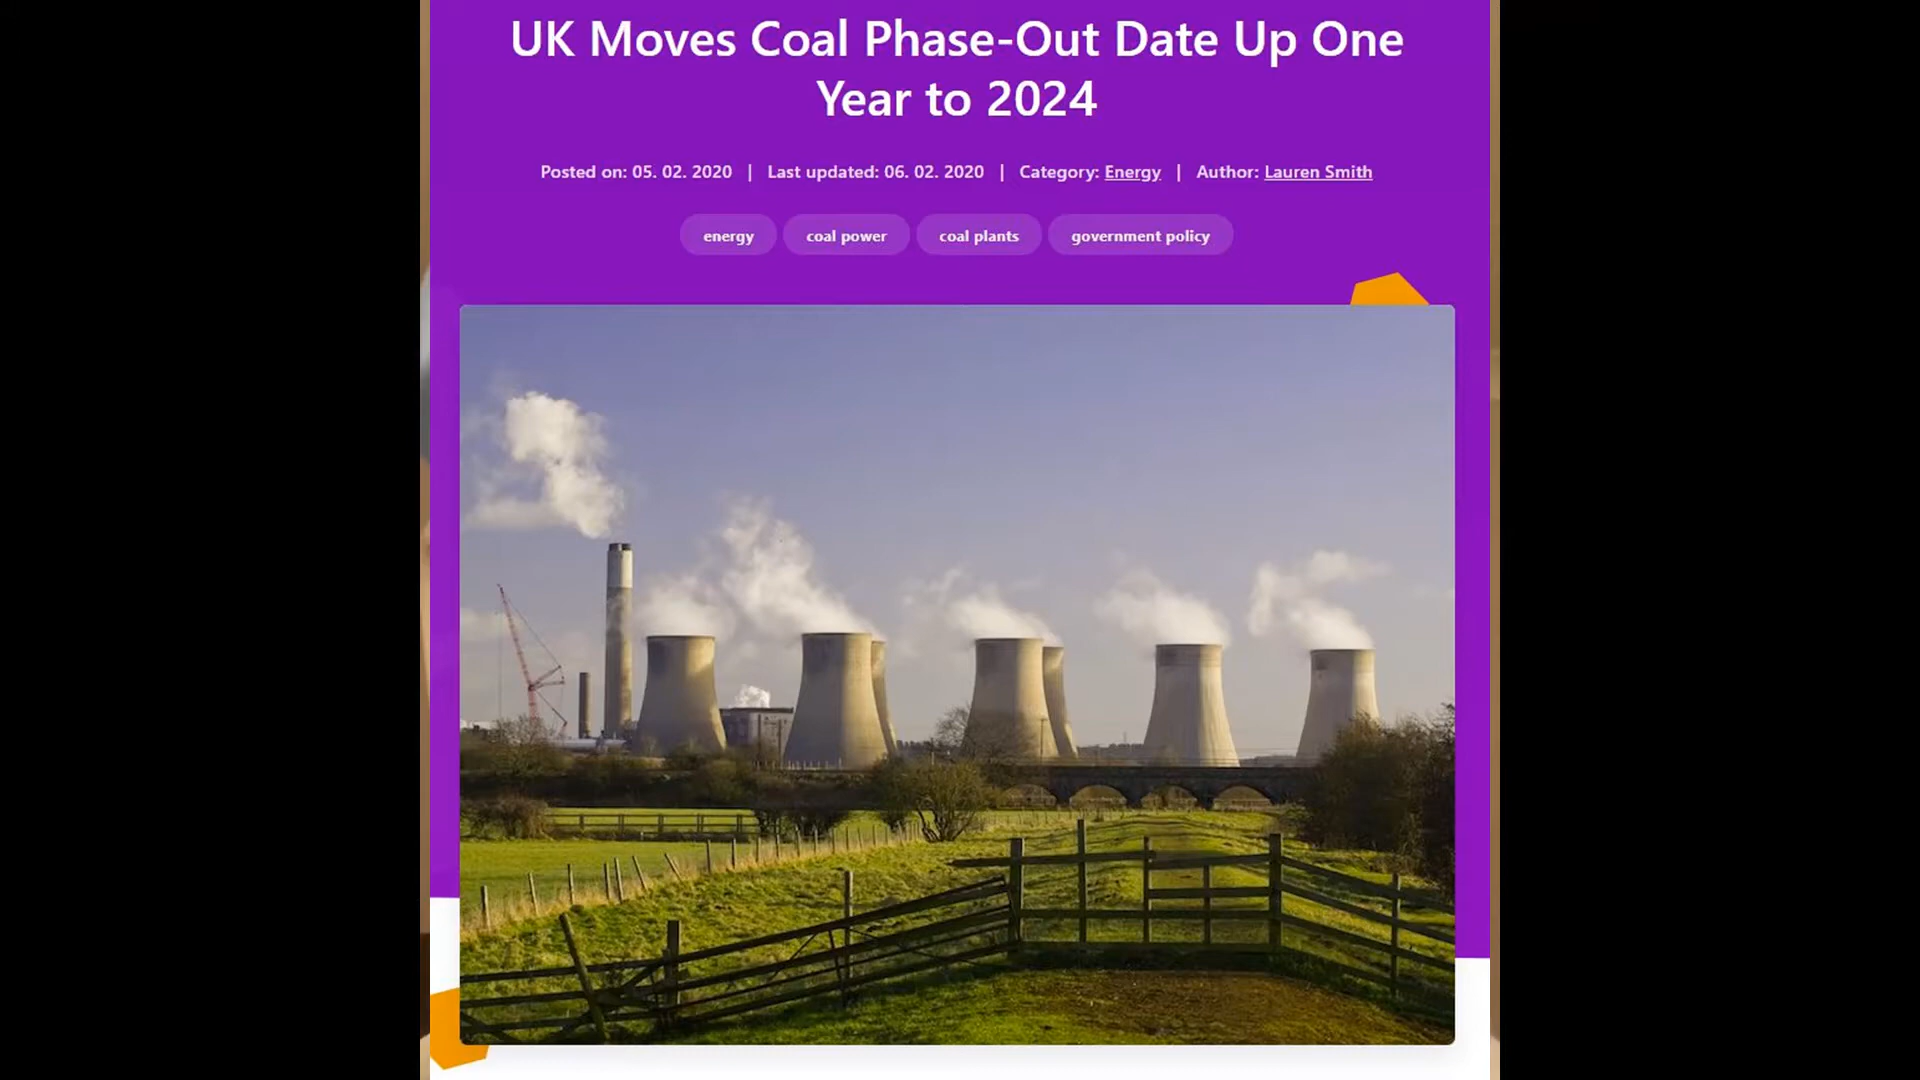 UK Moves Coal Phase-Out Date Up One
Year to 2024
Posted on: 05. 02. 2020 | Last updated: 06. 02. 2020 | Category: Energy | Author: Lauren Smith
energy coal power coal plants government policy